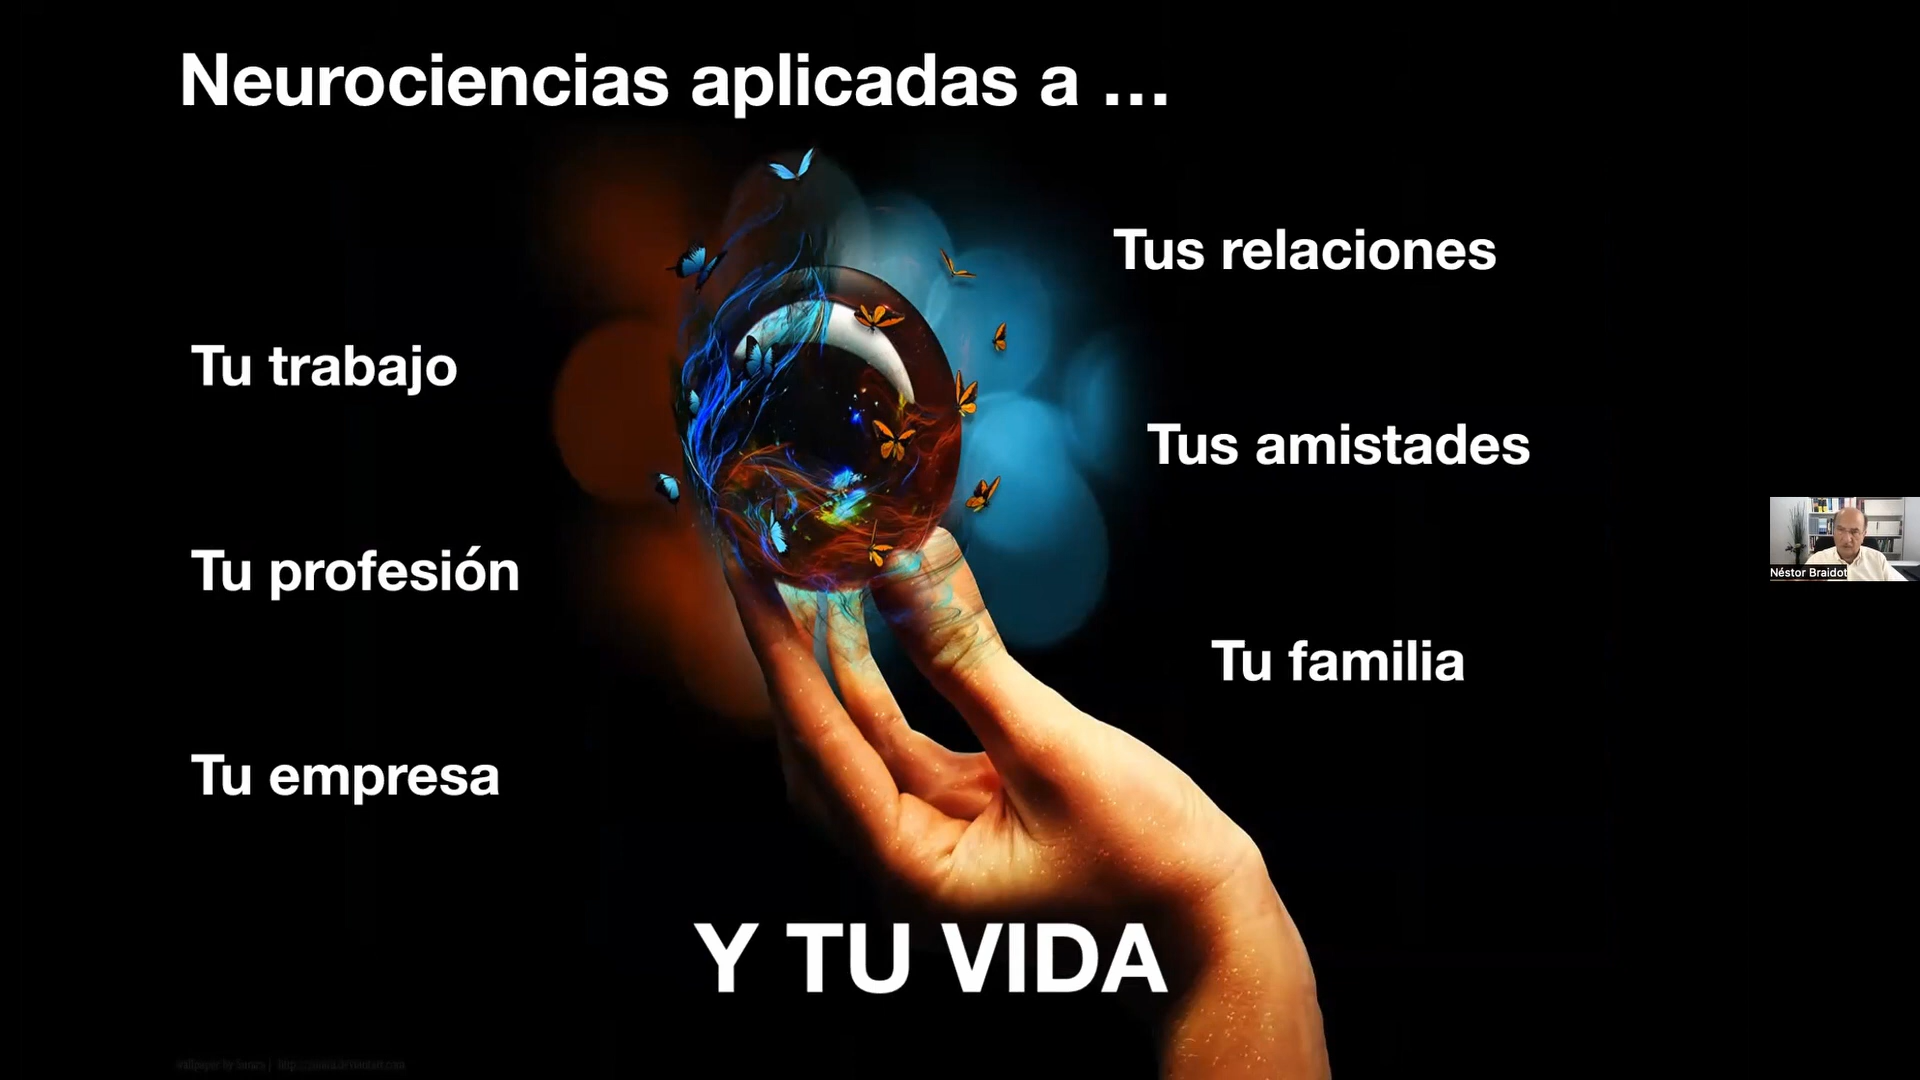 Neurociencias aplicadas a ...
Tu trabajo
Tu profesión
Tu empresa
Tus relaciones
Tus amistades
Tu familia
Y TU VIDA
Néstor Braidot